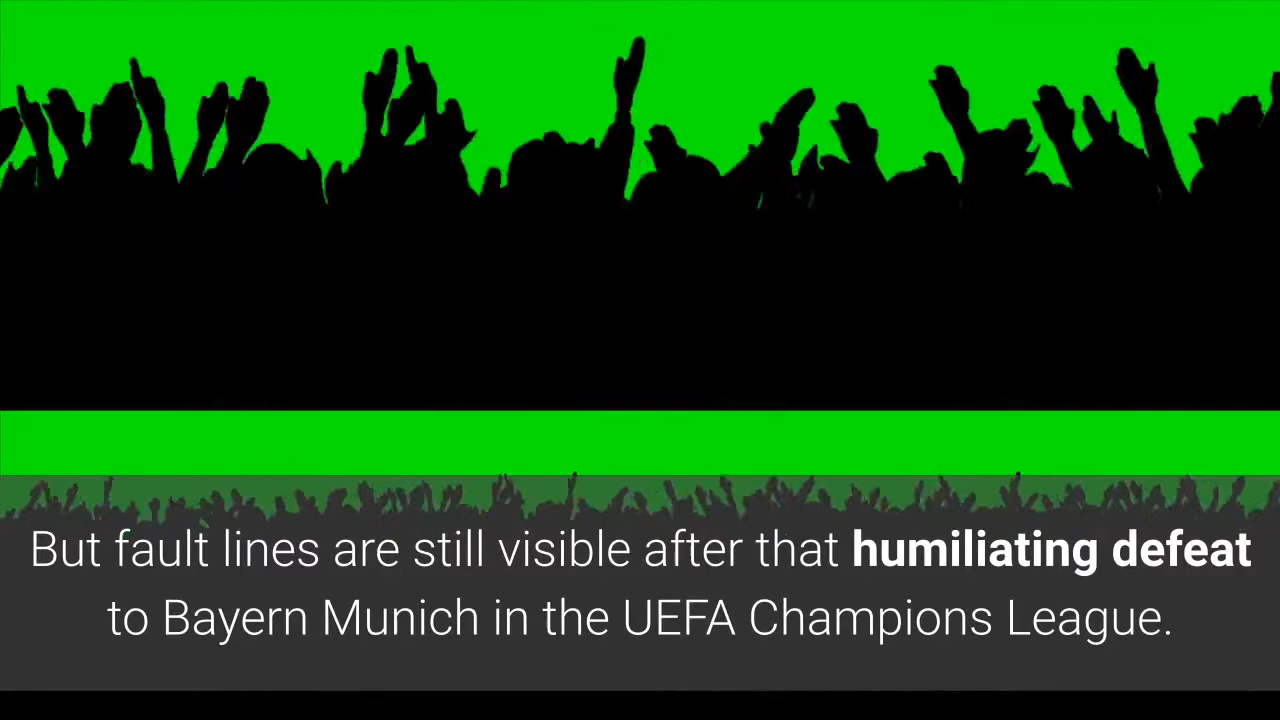 But fault lines are still visible after that humiliating defeat
to Bayern Munich in the UEFA Champions League.